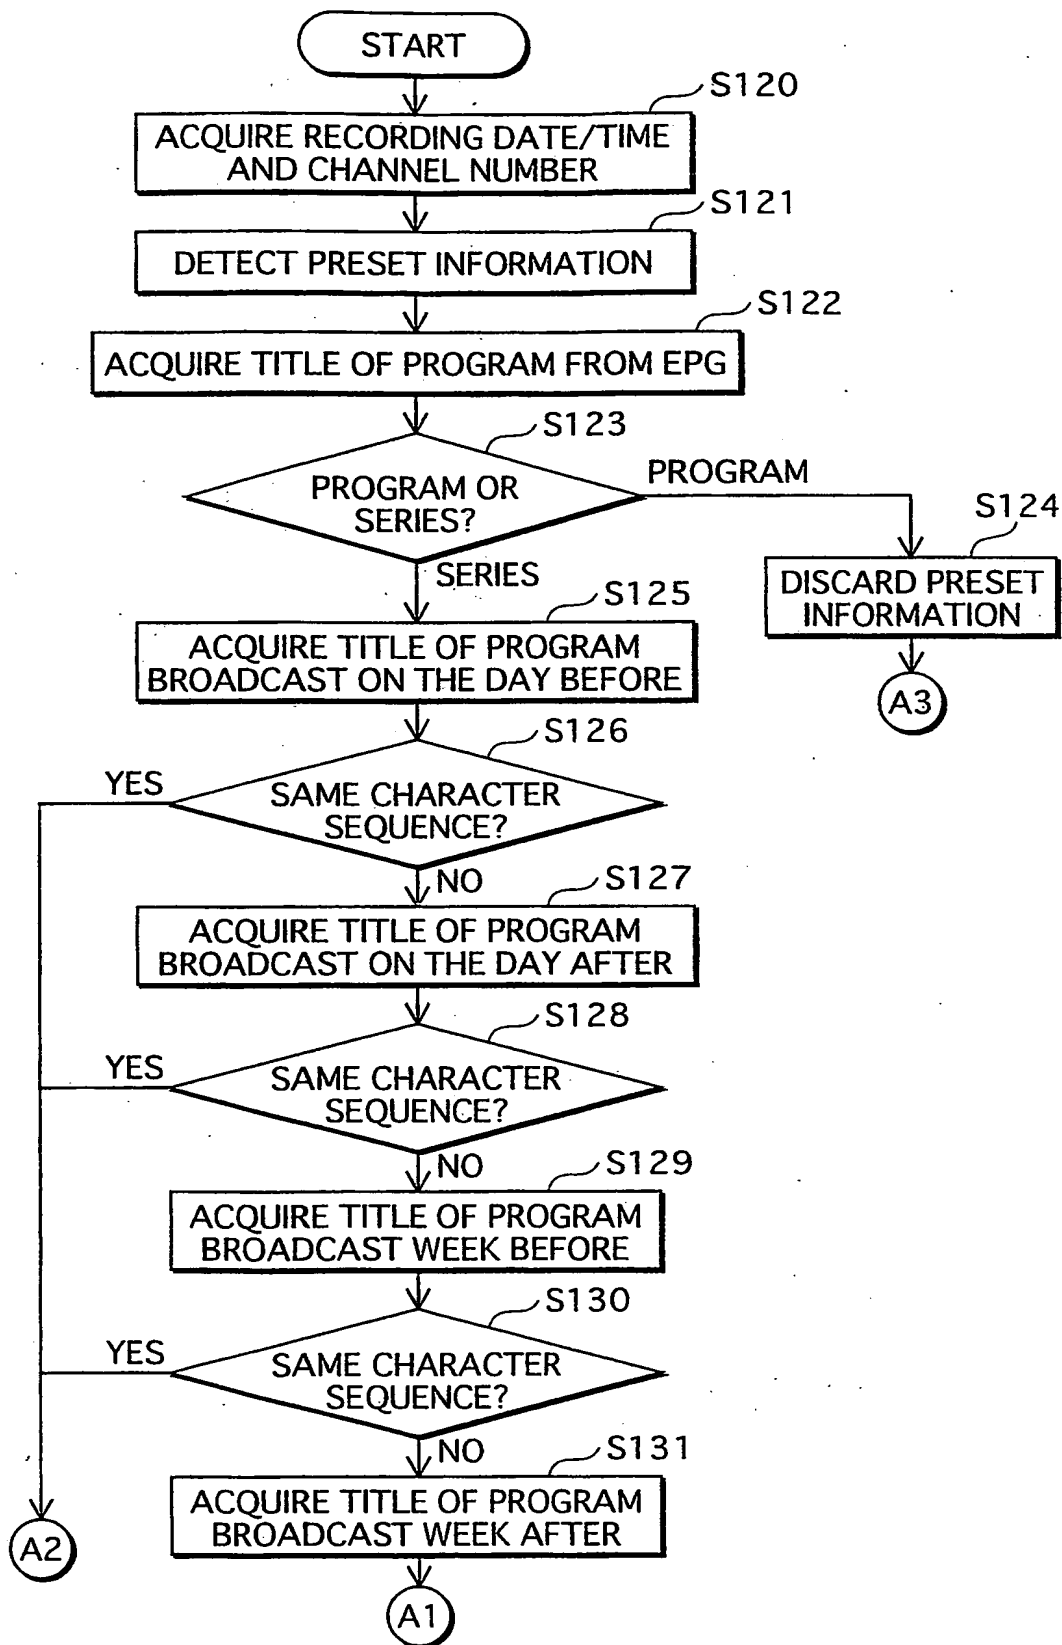 START
S120
ACQUIRE RECORDING DATE/TIME
AND CHANNEL NUMBER
S121
DETECT PRESET INFORMATION
S122
ACQUIRE TITLE OF PROGRAM FROM EPG
S123
PROGRAM OR
SERIES?
PROGRAM
S124
DISCARD PRESET
INFORMATION
A3
SERIES
S125
ACQUIRE TITLE OF PROGRAM
BROADCAST ON THE DAY BEFORE
S126
YES
SAME CHARACTER
SEQUENCE?
NO
S127
ACQUIRE TITLE OF PROGRAM
BROADCAST ON THE DAY AFTER
S128
YES
SAME CHARACTER
SEQUENCE?
NO
S129
ACQUIRE TITLE OF PROGRAM
BROADCAST WEEK BEFORE
S130
YES
SAME CHARACTER
SEQUENCE?
NO
S131
ACQUIRE TITLE OF PROGRAM
BROADCAST WEEK AFTER
A2
A1